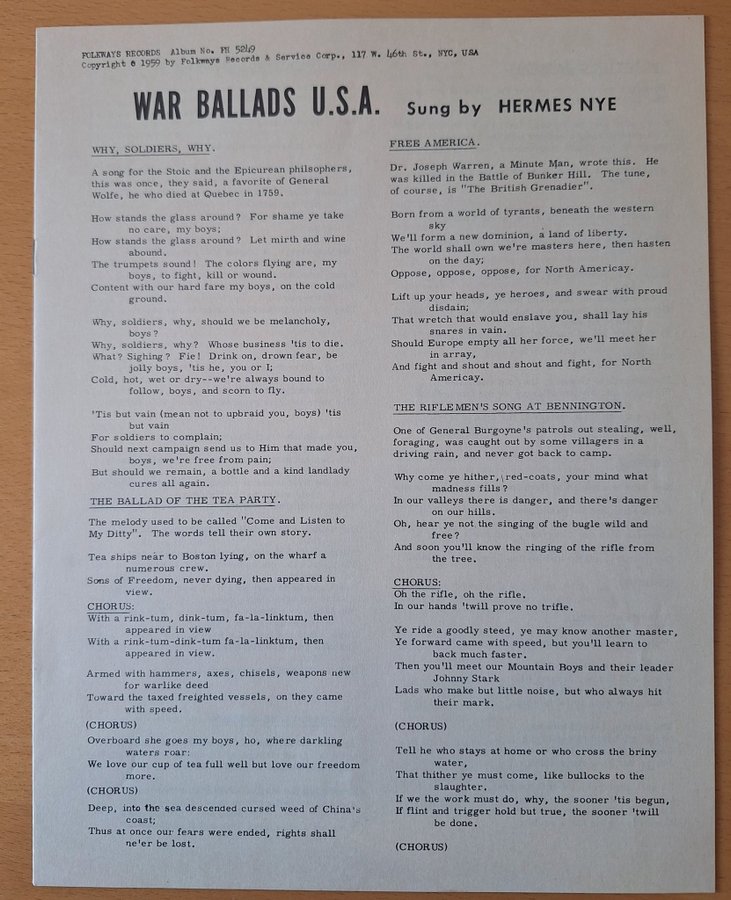 FOLKWAYS RECORDS Album No. FH 5249
Copyright © 1959 by Folkways Records & Service Corp., 117 W. 46th St., NYC, USA
WAR BALLADS U.S.A. Sung by HERMES NYE
WHY, SOLDIERS, WHY.
A song for the Stoic and the Epicurean philsophers,
this was once, they said, a favorite of General
Wolfe, he who died at Quebec in 1759.
How stands the glass around? For shame ye take
no care, my boys;
How stands the glass around? Let mirth and wine
abound.
The trumpets sound! The colors flying are, my
boys, to fight, kill or wound.
Content with our hard fare my boys, on the cold
ground.
Why, soldiers, why, should we be melancholy,
boys?
Why, soldiers, why? Whose business 'tis to die.
What? Sighing? Fie! Drink on, drown fear, be
jolly boys, 'tis he, you or I;
Cold, hot, wet or dry--we're always bound to
follow, boys, and scorn to fly.
'Tis but vain (mean not to upbraid you, boys) 'tis
but vain
For soldiers to complain;
Should next campaign send us to Him that made you,
boys, we're free from pain;
But should we remain, a bottle and a kind landlady
cures all again.
THE BALLAD OF THE TEA PARTY.
The melody used to be called "Come and Listen to
My Ditty". The words tell their own story.
Tea ships near to Boston lying, on the wharf a
numerous crew.
Sons of Freedom, never dying, then appeared in
view.
CHORUS:
With a rink-tum, dink-tum, fa-la-linktum, then
appeared in view
With a rink-tum-dink-tum fa-la-linktum, then
appeared in view.
Armed with hammers, axes, chisels, weapons new
for warlike deed
Toward the taxed freighted vessels, on they came
with speed.
(CHORUS)
Overboard she goes my boys, ho, where darkling
waters roar:
We love our cup of tea full well but love our freedom
more.
(CHORUS)
Deep, into the sea descended cursed weed of China's
coast;
Thus at once our fears were ended, rights shall
ne'er be lost.
FREE AMERICA.
Dr. Joseph Warren, a Minute Man, wrote this. He
was killed in the Battle of Bunker Hill. The tune,
of course, is "The British Grenadier".
Born from a world of tyrants, beneath the western
sky
We'll form a new dominion, a land of liberty.
The world shall own we're masters here, then hasten
on the day;
Oppose, oppose, oppose, for North Americay.
Lift up your heads, ye heroes, and swear with proud
disdain;
That wretch that would enslave you, shall lay his
snares in vain.
Should Europe empty all her force, we'll meet her
in array,
And fight and shout and shout and fight, for North
Americay.
THE RIFLEMEN'S SONG AT BENNINGTON.
One of General Burgoyne's patrols out stealing, well,
foraging, was caught out by some villagers in a
driving rain, and never got back to camp.
Why come ye hither, red-coats, your mind what
madness fills?
In our valleys there is danger, and there's danger
on our hills.
Oh, hear ye not the singing of the bugle wild and
free?
And soon you'll know the ringing of the rifle from
the tree.
CHORUS:
Oh the rifle, oh the rifle.
In our hands 'twill prove no trifle.
Ye ride a goodly steed, ye may know another master,
Ye forward came with speed, but you'll learn to
back much faster.
Then you'll meet our Mountain Boys and their leader
Johnny Stark
Lads who make but little noise, but who always hit
their mark.
(CHORUS)
Tell he who stays at home or who cross the briny
water,
That thither ye must come, like bullocks to the
slaughter.
If we the work must do, why, the sooner 'tis begun,
If flint and trigger hold but true, the sooner 'twill
be done.
(CHORUS)